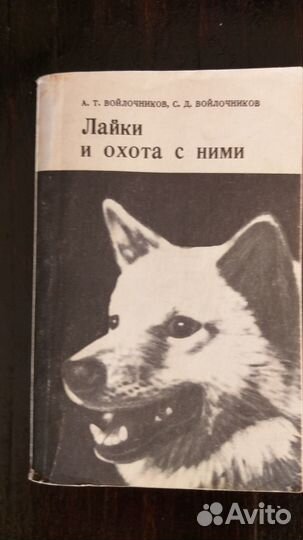 А. Т. ВОЙЛОЧНИКОВ, С. Д. ВОЙЛОЧНИКОВ
Лайки
и охота с ними
Avito